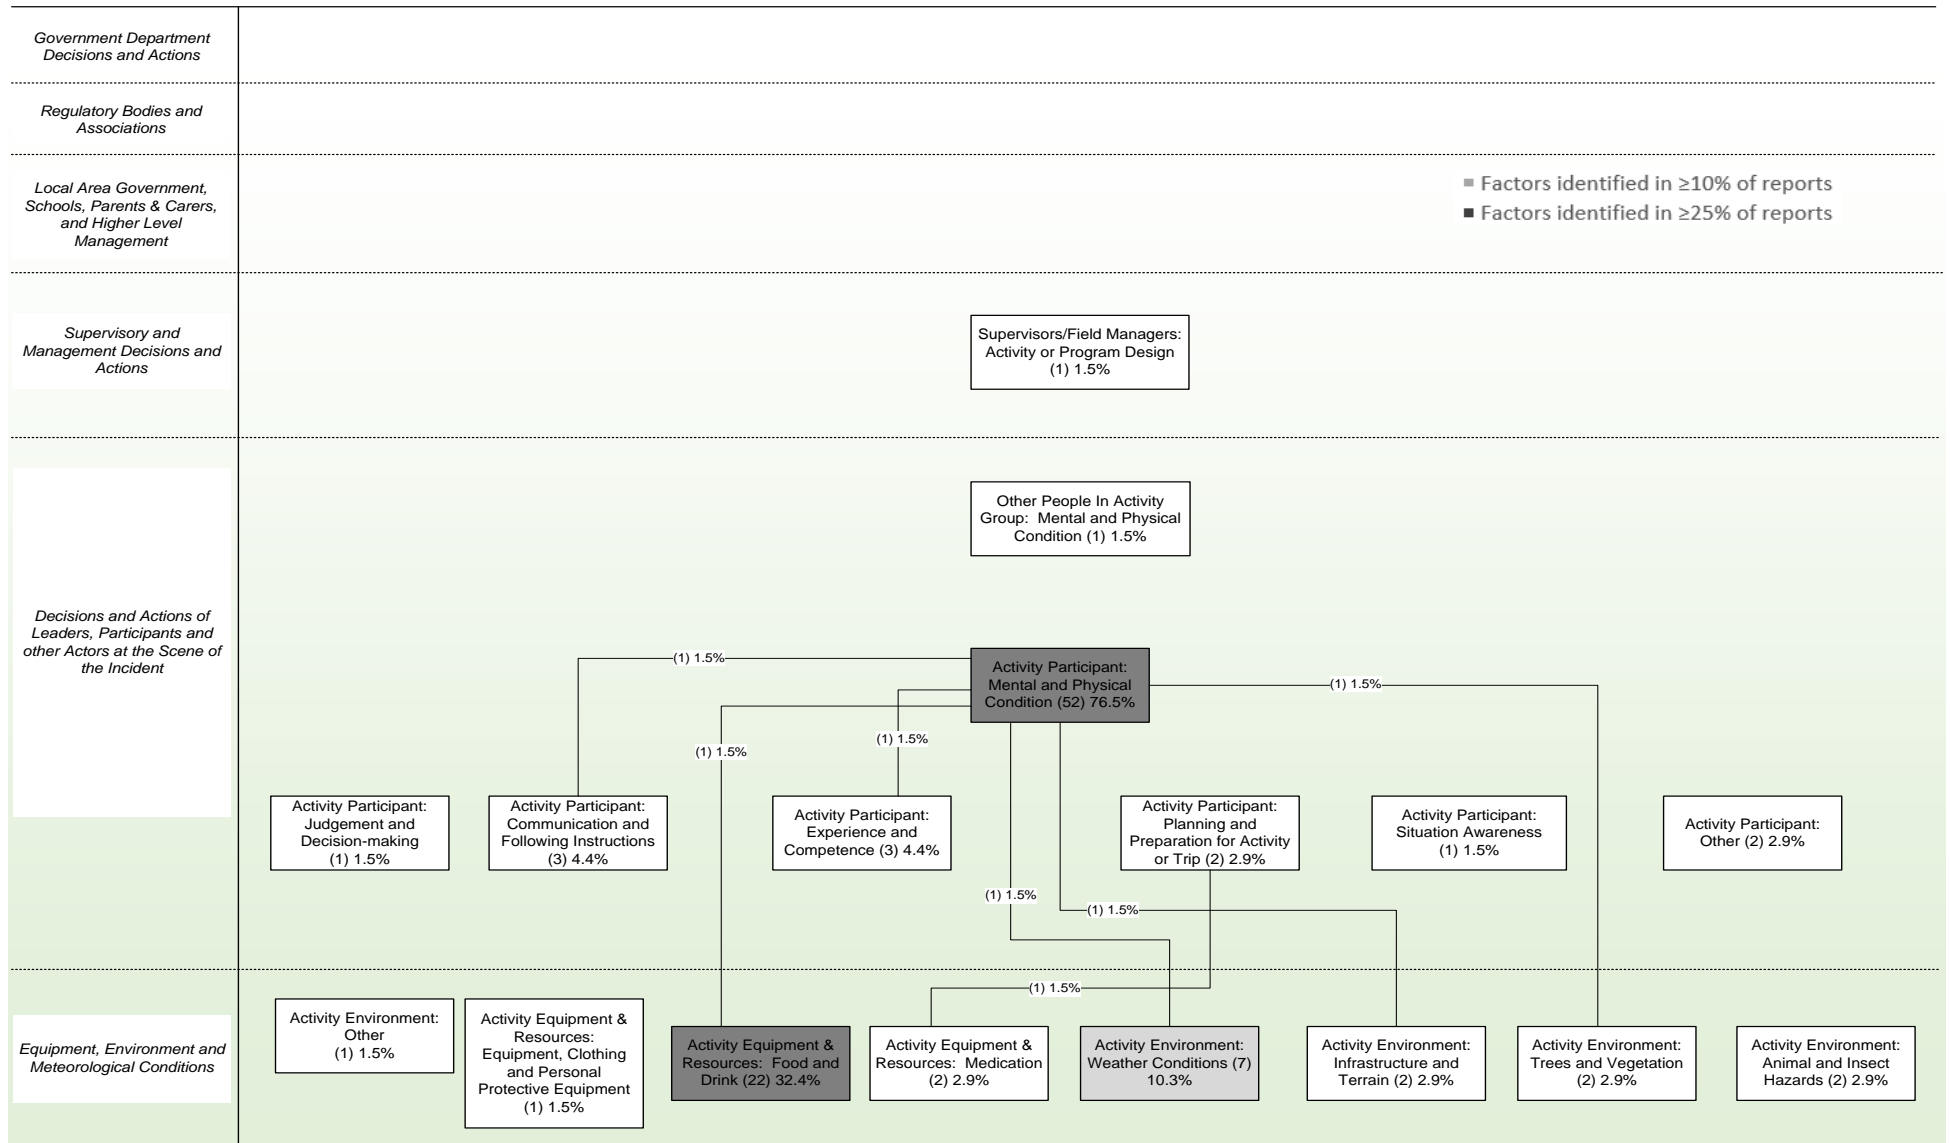 Government Department
Decisions and Actions
Regulatory Bodies and
Associations
Local Area Government,
Schools, Parents & Carers,
and Higher Level
Management
Factors identified in ≥10% of reports
Factors identified in ≥25% of reports
Supervisory and
Management Decisions and
Actions
Supervisors/Field Managers:
Activity or Program Design
(1) 1.5%
Decisions and Actions of
Leaders, Participants and
other Actors at the Scene of
the Incident
Other People In Activity
Group: Mental and Physical
Condition (1) 1.5%
Activity Participant:
Mental and Physical
Condition (52) 76.5%
(1) 1.5%
(1) 1.5%
(1) 1.5%
(1) 1.5%
Activity Participant:
Judgement and
Decision-making
(1) 1.5%
Activity Participant:
Communication and
Following Instructions
(3) 4.4%
Activity Participant:
Experience and
Competence (3) 4.4%
Activity Participant:
Planning and
Preparation for Activity
or Trip (2) 2.9%
Activity Participant:
Situation Awareness
(1) 1.5%
Activity Participant:
Other (2) 2.9%
(1) 1.5%
(1) 1.5%
(1) 1.5%
Equipment, Environment and
Meteorological Conditions
Activity Environment:
Other
(1) 1.5%
Activity Equipment &
Resources:
Equipment, Clothing
and Personal
Protective Equipment
(1) 1.5%
Activity Equipment &
Resources: Food and
Drink (22) 32.4%
Activity Equipment &
Resources: Medication
(2) 2.9%
Activity Environment:
Weather Conditions (7)
10.3%
Activity Environment:
Infrastructure and
Terrain (2) 2.9%
Activity Environment:
Trees and Vegetation
(2) 2.9%
Activity Environment:
Animal and Insect
Hazards (2) 2.9%